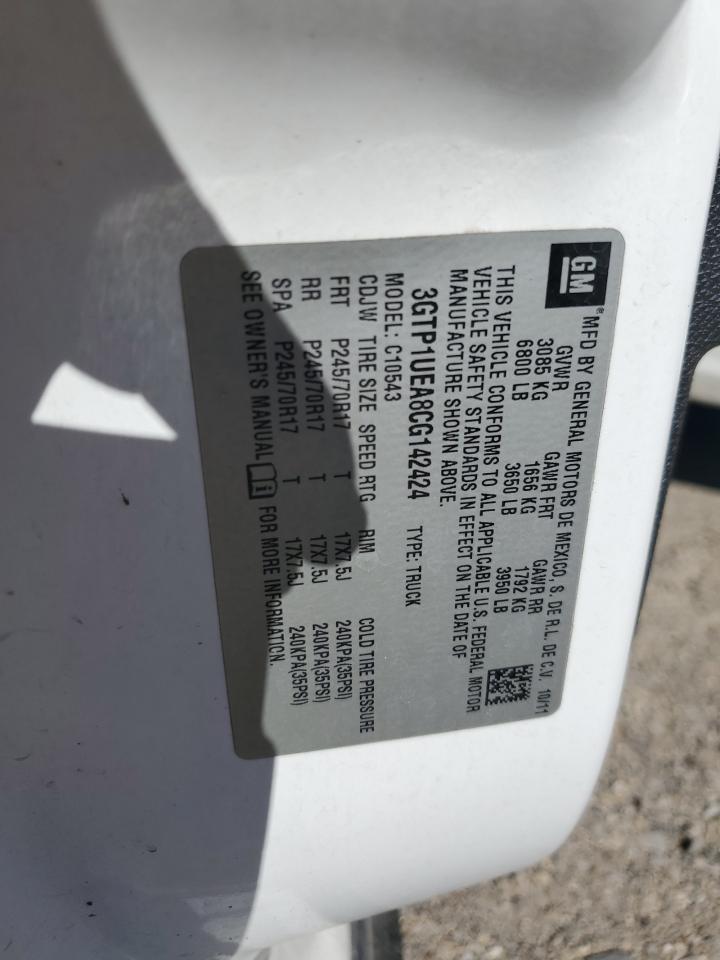 GM® MFD BY GENERAL MOTORS DE MEXICO, S. DE R.L. DE C.V. 10/11
GVWR GAWR FRT GAWR RR
3085 KG 1656 KG 1792 KG
6800 LB 3650 LB 3950 LB
THIS VEHICLE CONFORMS TO ALL APPLICABLE U.S. FEDERAL MOTOR
VEHICLE SAFETY STANDARDS IN EFFECT ON THE DATE OF
MANUFACTURE SHOWN ABOVE.
3GTP1UEA8CG142424 TYPE: TRUCK
MODEL: C10543
CDJW TIRE SIZE SPEED RTG RIM COLD TIRE PRESSURE
FRT P245/70R17 T 17X7.5J 240KPA(35PSI)
RR P245/70R17 T 17X7.5J 240KPA(35PSI)
SPA P245/70R17 T 17X7.5J 240KPA(35PSI)
SEE OWNER'S MANUAL FOR MORE INFORMATION.